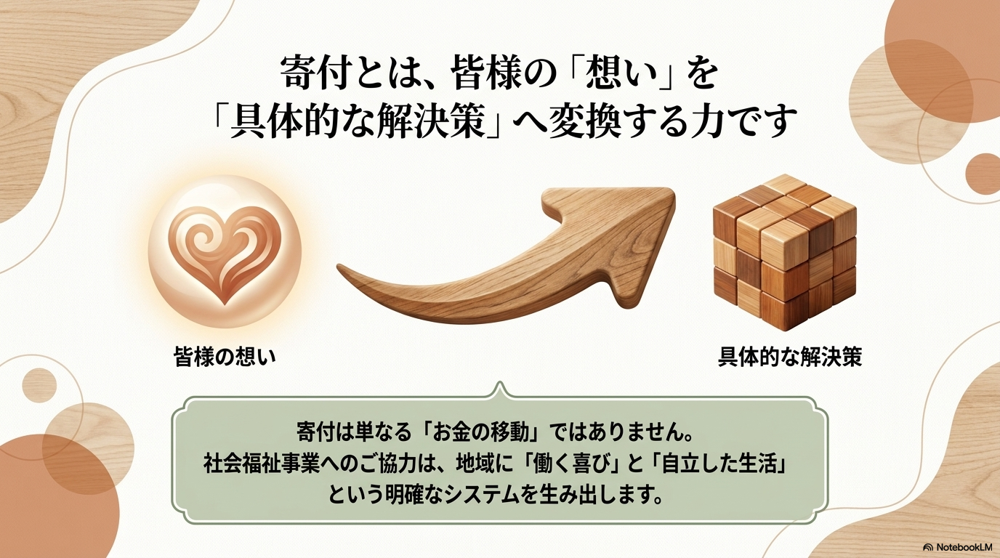 寄付とは、皆様の「想い」を
「具体的な解決策」へ変換する力です
皆様の想い
具体的な解決策
寄付は単なる「お金の移動」ではありません。
社会福祉事業へのご協力は、地域に「働く喜び」と「自立した生活」
という明確なシステムを生み出します。
NotebookLM